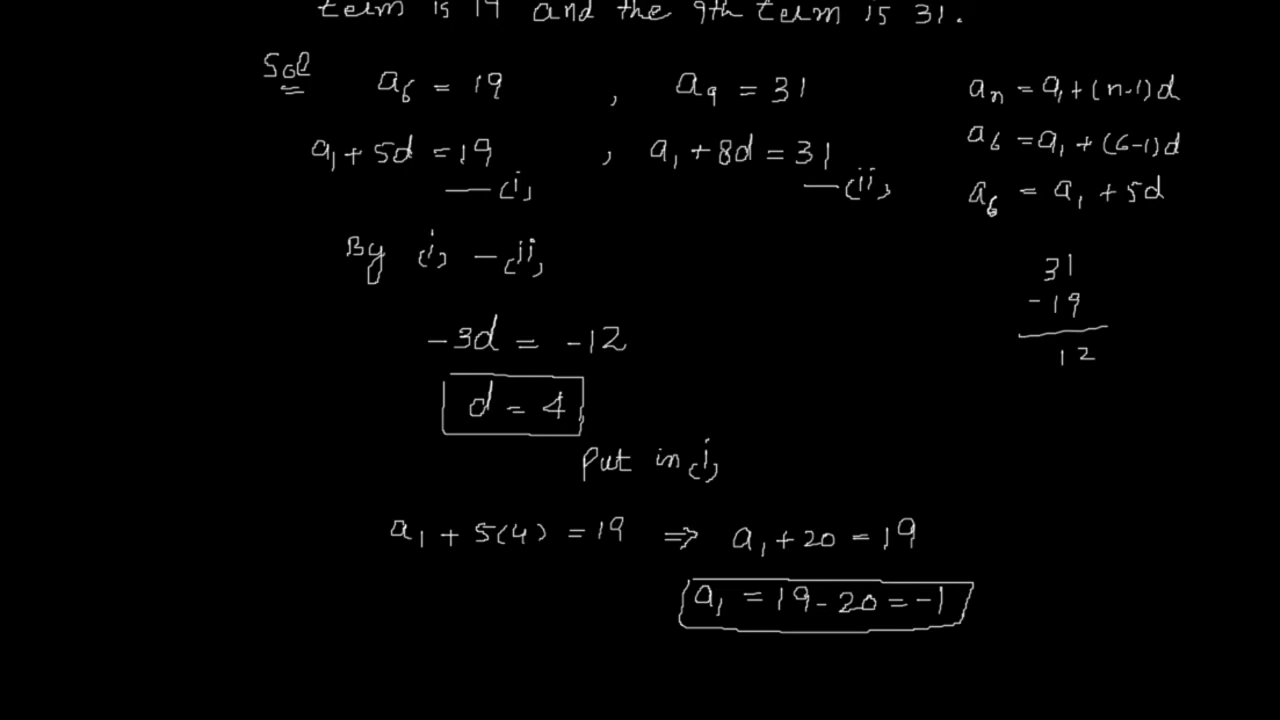 term is 19 and the 9th term is 31.
Sol
a₆ = 19 , a₉ = 31
a₁ + 5d = 19 —(i) , a₁ + 8d = 31 —(ii)
By (i) - (ii)
-3d = -12
d = 4
Put in (i)
a₁ + 5(4) = 19 ⇒ a₁ + 20 = 19
a₁ = 19 - 20 = -1
aₙ = a₁ + (n-1)d
a₆ = a₁ + (6-1)d
a₆ = a₁ + 5d
31
-19
12